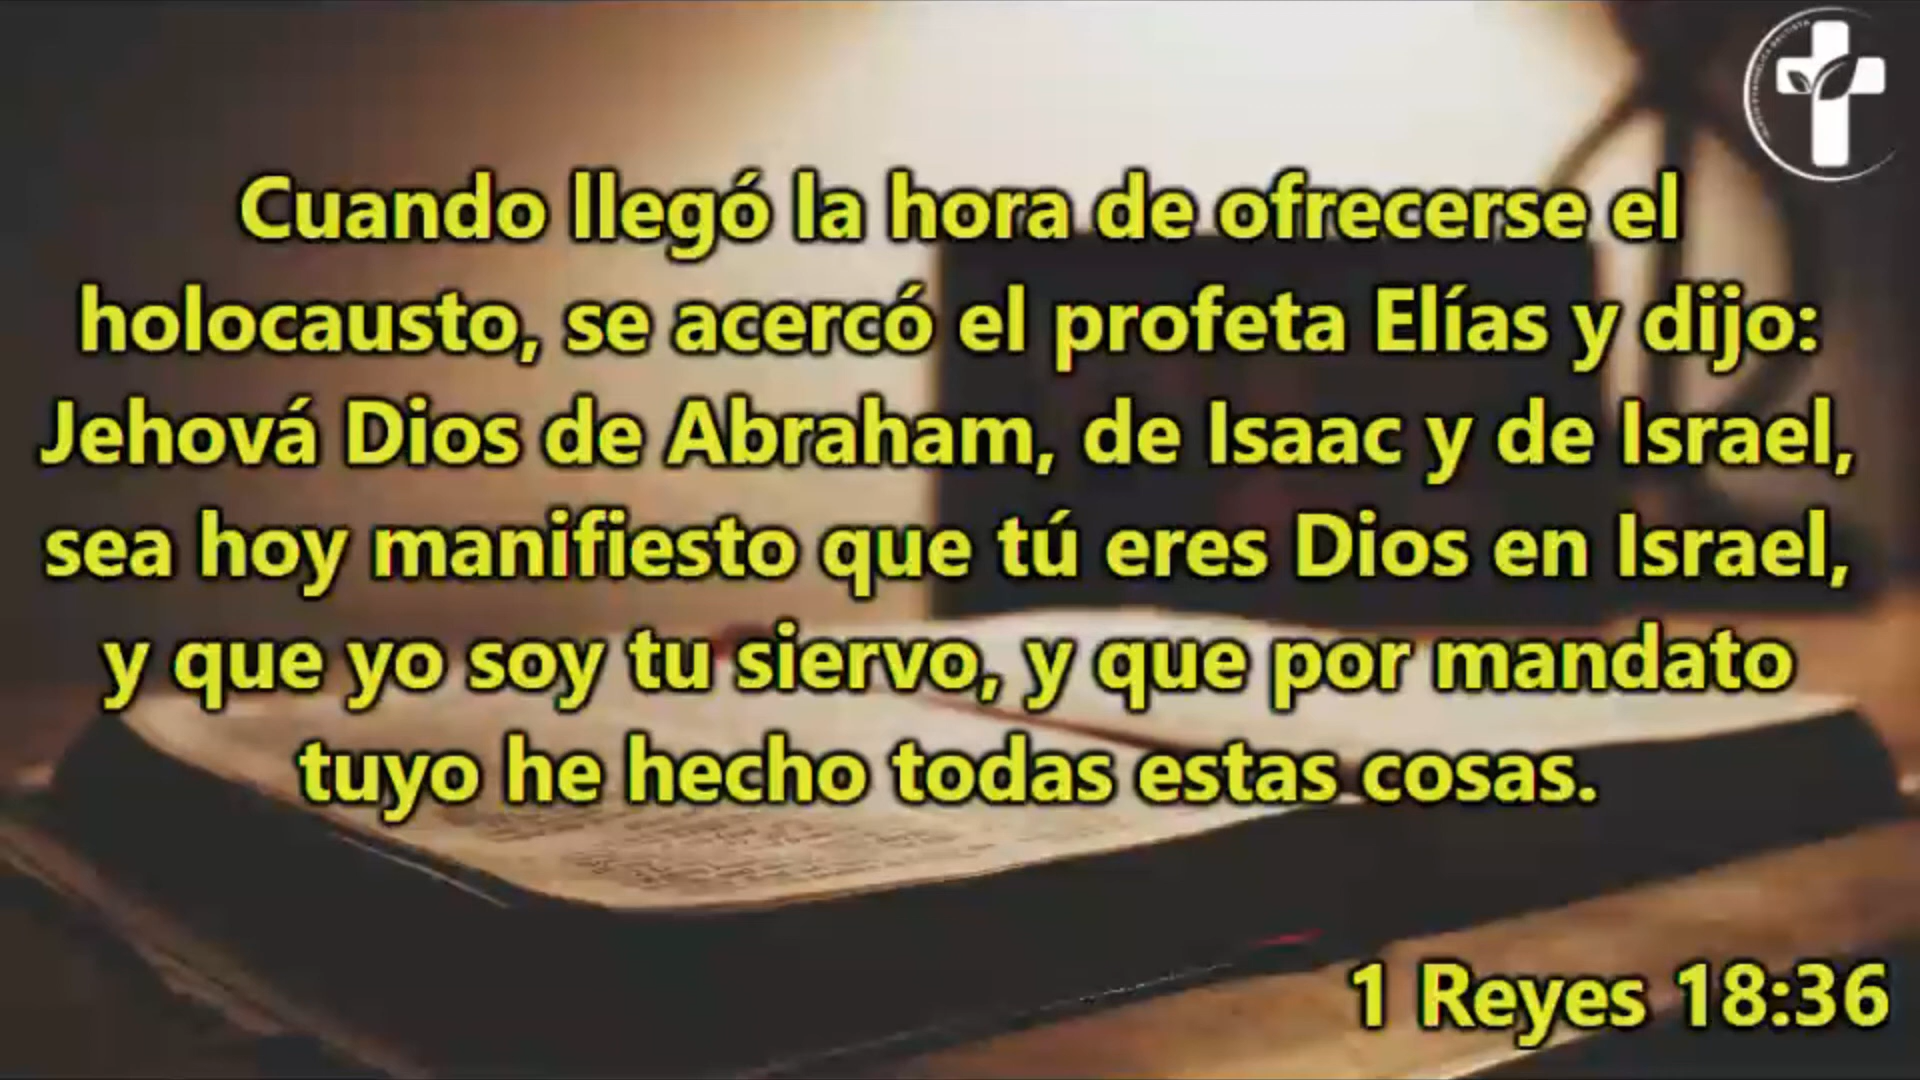 Cuando llegó la hora de ofrecerse el
holocausto, se acercó el profeta Elías y dijo:
Jehová Dios de Abraham, de Isaac y de Israel,
sea hoy manifiesto que tú eres Dios en Israel,
y que yo soy tu siervo, y que por mandato
tuyo he hecho todas estas cosas.
1 Reyes 18:36